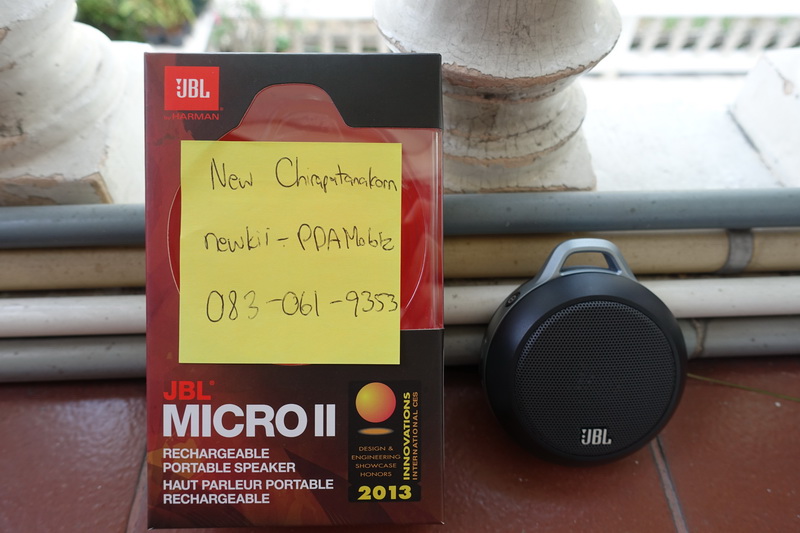 JBL
by HARMAN
New Chiraputanakorn
newkii - PDAMobiz
083-061-9353
JBL
MICRO II
RECHARGEABLE
PORTABLE SPEAKER
HAUT PARLEUR PORTABLE
RECHARGEABLE
INNOVATIONS
INTERNATIONAL CES
DESIGN &
ENGINEERING
SHOWCASE
HONORS
2013
JBL